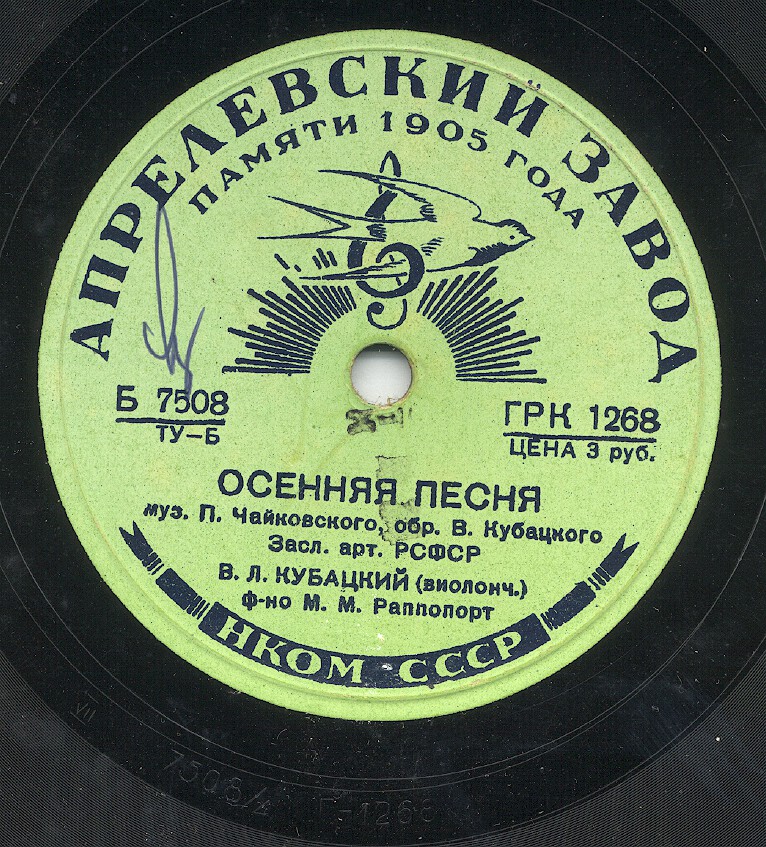 АПРЕЛЕВСКИЙ ЗАВОД
ПАМЯТИ 1905 ГОДА
Б 7508
ТУ–Б
ГРК 1268
ЦЕНА 3 руб.
ОСЕННЯЯ ПЕСНЯ
муз. П. Чайковского, обр. В. Кубацкого
Засл. арт. РСФСР
В. Л. КУБАЦКИЙ (виолонч.)
ф-но М. М. Раппопорт
НКОМ СССР
VII